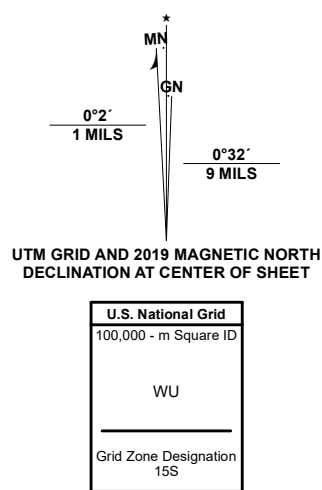 ★
MN
GN
0°2´
1 MILS
0°32´
9 MILS
UTM GRID AND 2019 MAGNETIC NORTH
DECLINATION AT CENTER OF SHEET
U.S. National Grid
100,000 - m Square ID
WU
Grid Zone Designation
15S